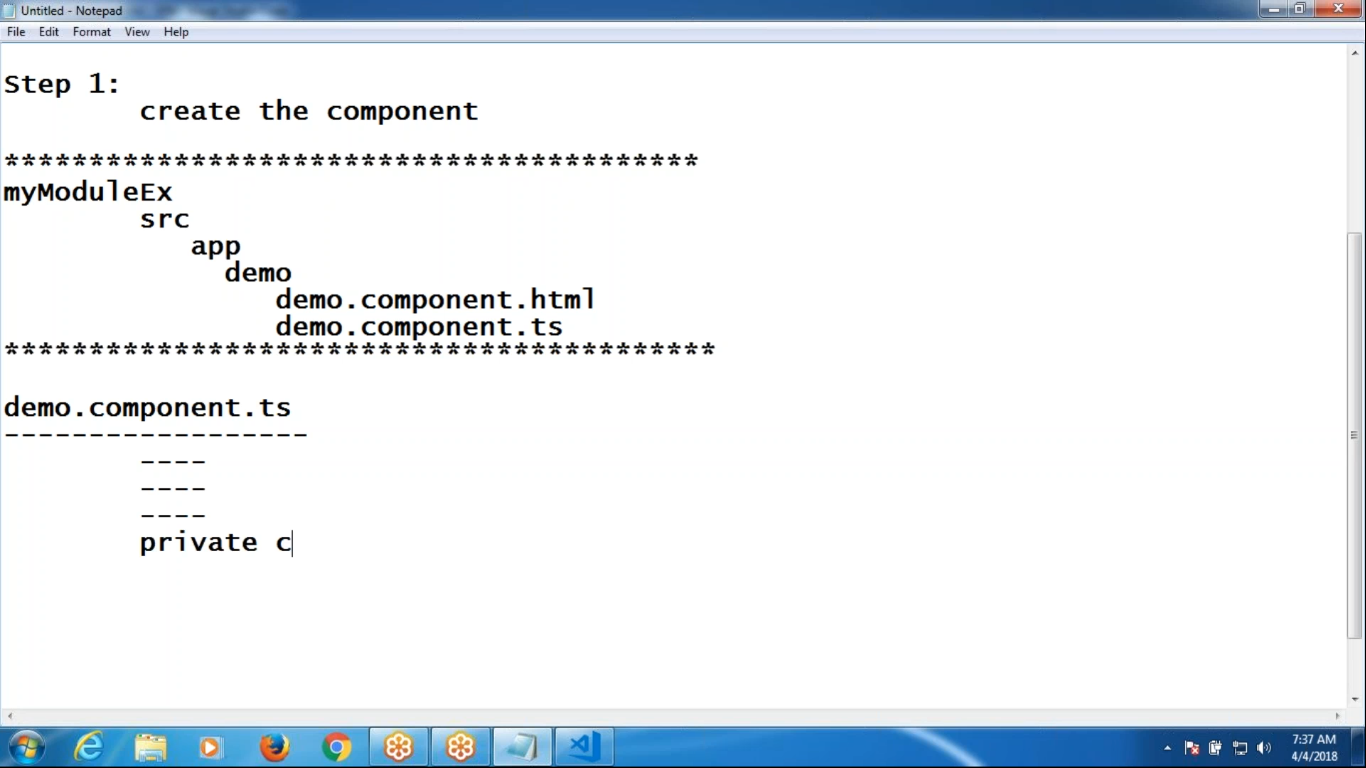 Untitled - Notepad
File Edit Format View Help
Step 1:
create the component
*****************************************
myModuleEx
src
app
demo
demo.component.html
demo.component.ts
******************************************
demo.component.ts
------------------
----
----
----
private c
7:37 AM
4/4/2018